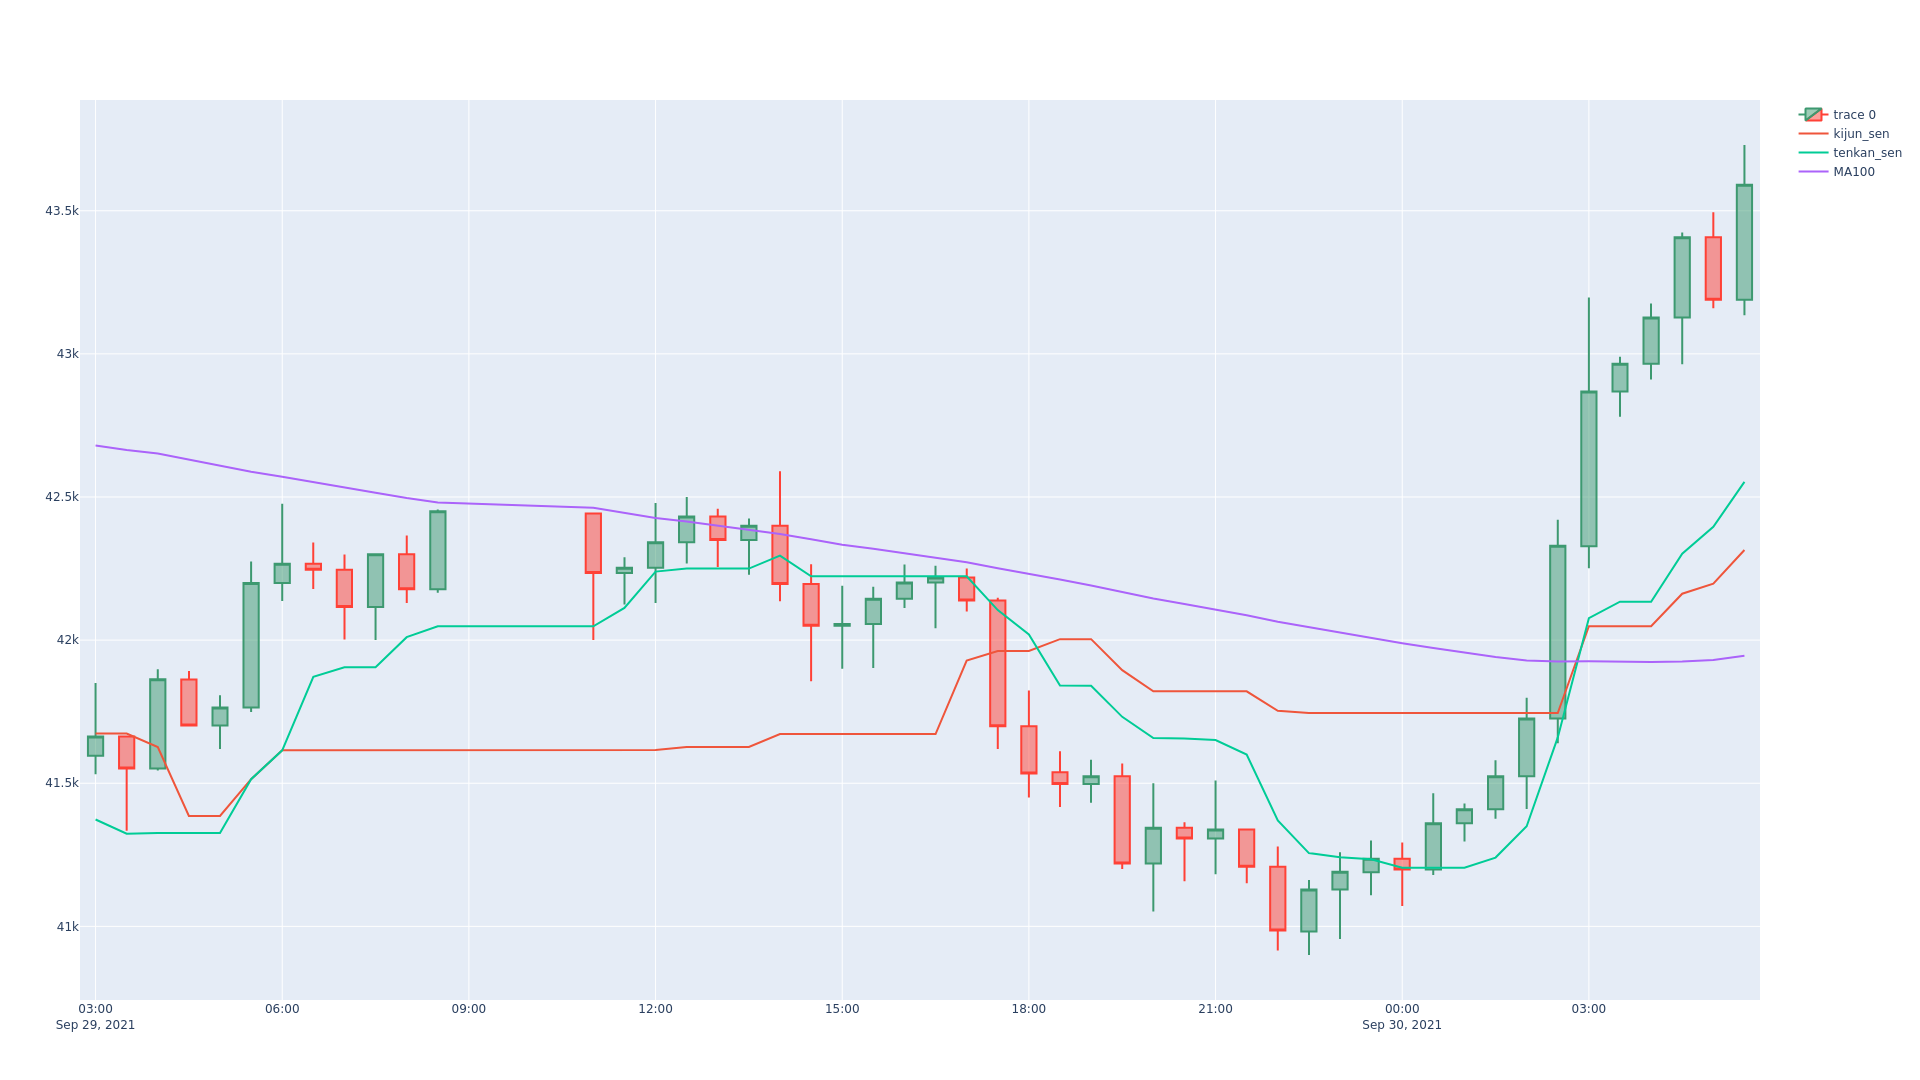 trace 0
kijun_sen
tenkan_sen
MA100
43.5k
43k
42.5k
42k
41.5k
41k
03:00 06:00 09:00 12:00 15:00 18:00 21:00 00:00 03:00
Sep 29, 2021 Sep 30, 2021